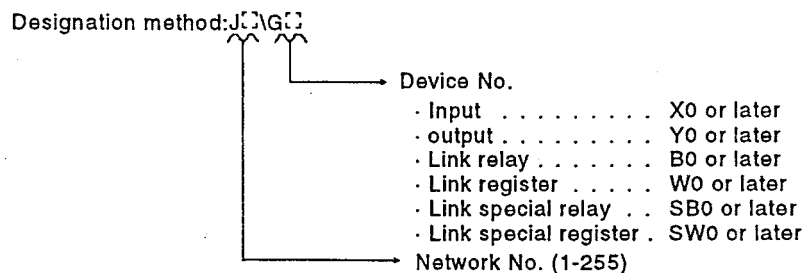 Designation method:J⬚\G⬚
Device No.
· Input . . . . . . . . . X0 or later
· output . . . . . . . . Y0 or later
· Link relay . . . . . . B0 or later
· Link register . . . . . W0 or later
· Link special relay . . SB0 or later
· Link special register . SW0 or later
Network No. (1-255)